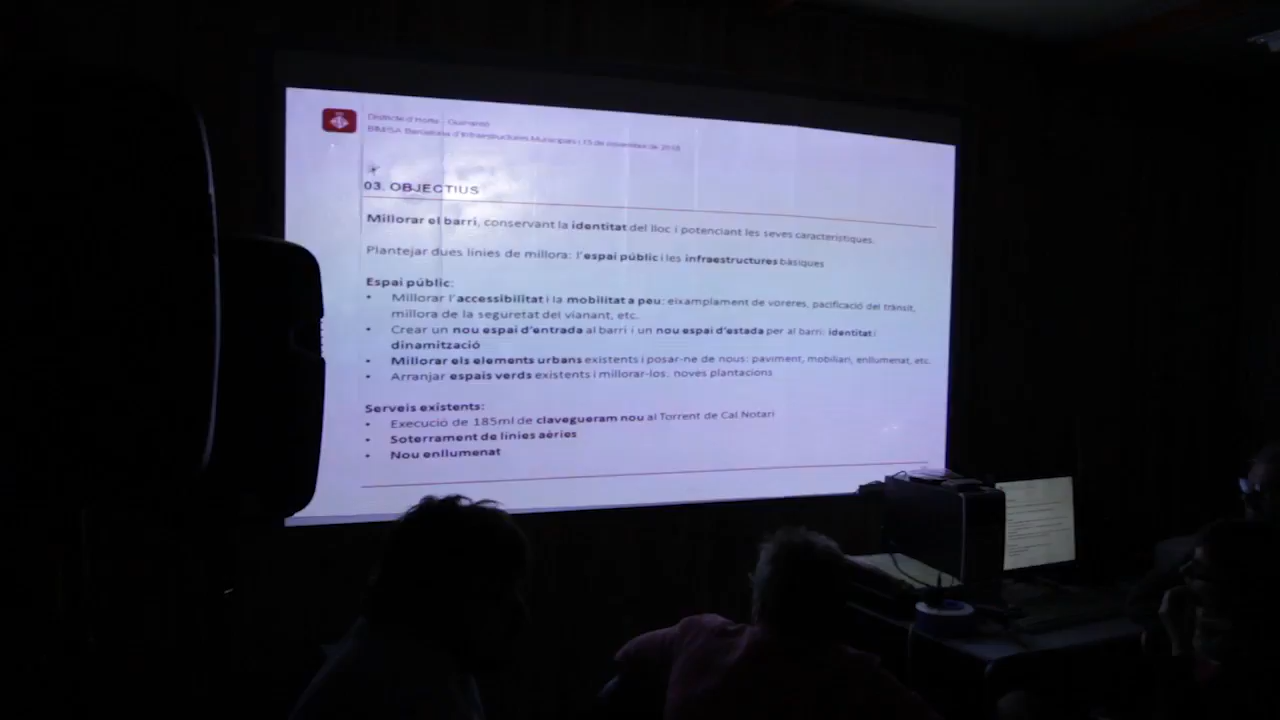 Districte d'Horta - Guinardó
BIMSA Barcelona d'Infraestructures Municipals | 15 de novembre de 2018
03. OBJECTIUS
Millorar el barri, conservant la identitat del lloc i potenciant les seves característiques.
Plantejar dues línies de millora: l'espai públic i les infraestructures bàsiques
Espai públic:
• Millorar l'accessibilitat i la mobilitat a peu: eixamplament de voreres, pacificació del trànsit,
millora de la seguretat del vianant, etc.
• Crear un nou espai d'entrada al barri i un nou espai d'estada per al barri: identitat i
dinamització
• Millorar els elements urbans existents i posar-ne de nous: paviment, mobiliari, enllumenat, etc.
• Arranjar espais verds existents i millorar-los: noves plantacions
Serveis existents:
• Execució de 185ml de clavegueram nou al Torrent de Cal Notari
• Soterrament de línies aèries
• Nou enllumenat